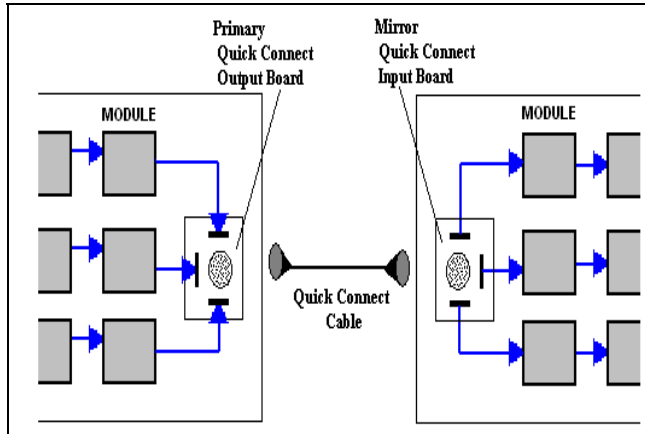 Primary
Quick Connect
Output Board
Mirror
Quick Connect
Input Board
MODULE
MODULE
Quick Connect
Cable